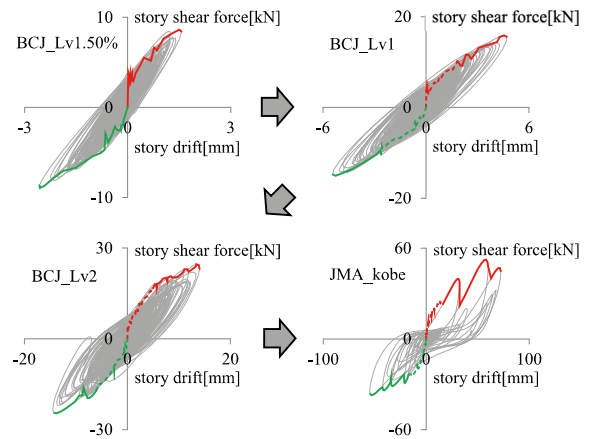 10
story shear force[kN]
BCJ_Lv1.50%
-3
0
3
story drift[mm]
-10
20
story shear force[kN]
BCJ_Lv1
-6
0
6
story drift[mm]
-20
30
story shear force[kN]
BCJ_Lv2
-20
0
0
20
story drift[mm]
-30
60
story shear force[kN]
JMA_kobe
0
-100
0
100
story drift[mm]
-60